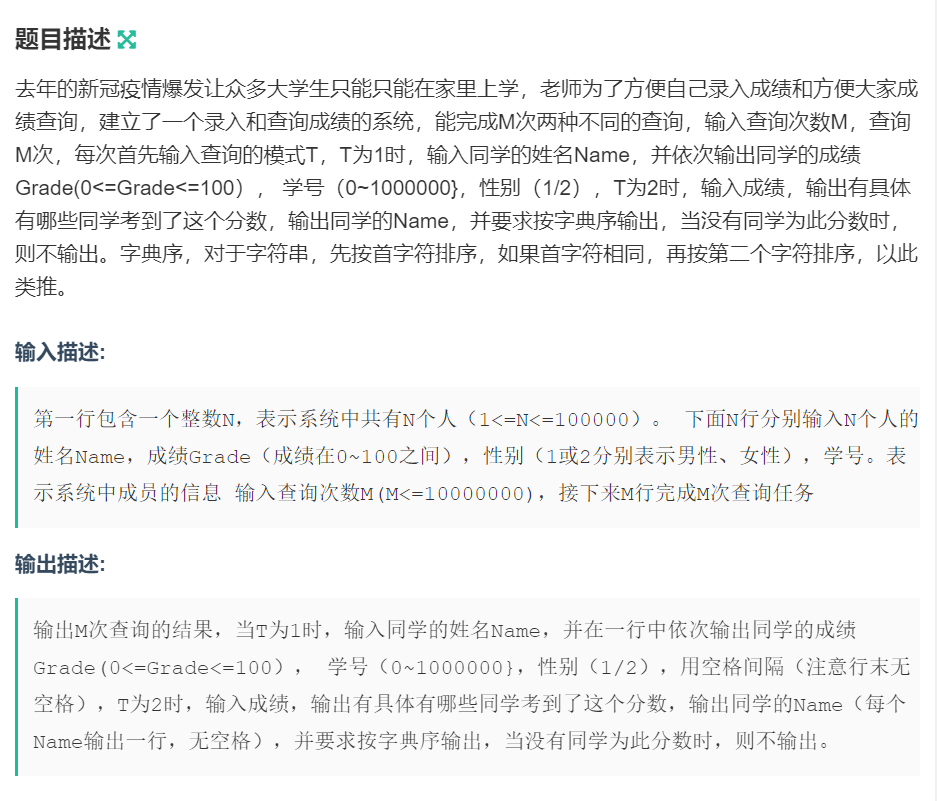 题目描述
去年的新冠疫情爆发让众多大学生只能只能在家里上学，老师为了方便自己录入成绩和方便大家成
绩查询，建立了一个录入和查询成绩的系统，能完成M次两种不同的查询，输入查询次数M，查询
M次，每次首先输入查询的模式T，T为1时，输入同学的姓名Name，并依次输出同学的成绩
Grade(0<=Grade<=100）， 学号（0~1000000}，性别（1/2），T为2时，输入成绩，输出有具体
有哪些同学考到了这个分数，输出同学的Name，并要求按字典序输出，当没有同学为此分数时，
则不输出。字典序，对于字符串，先按首字符排序，如果首字符相同，再按第二个字符排序，以此
类推。
输入描述:
第一行包含一个整数N，表示系统中共有N个人（1<=N<=100000）。 下面N行分别输入N个人的
姓名Name，成绩Grade（成绩在0~100之间），性别（1或2分别表示男性、女性），学号。表
示系统中成员的信息 输入查询次数M(M<=10000000)，接下来M行完成M次查询任务
输出描述:
输出M次查询的结果，当T为1时，输入同学的姓名Name，并在一行中依次输出同学的成绩
Grade(0<=Grade<=100）， 学号（0~1000000}，性别（1/2），用空格间隔（注意行末无
空格），T为2时，输入成绩，输出有具体有哪些同学考到了这个分数，输出同学的Name（每个
Name输出一行，无空格），并要求按字典序输出，当没有同学为此分数时，则不输出。